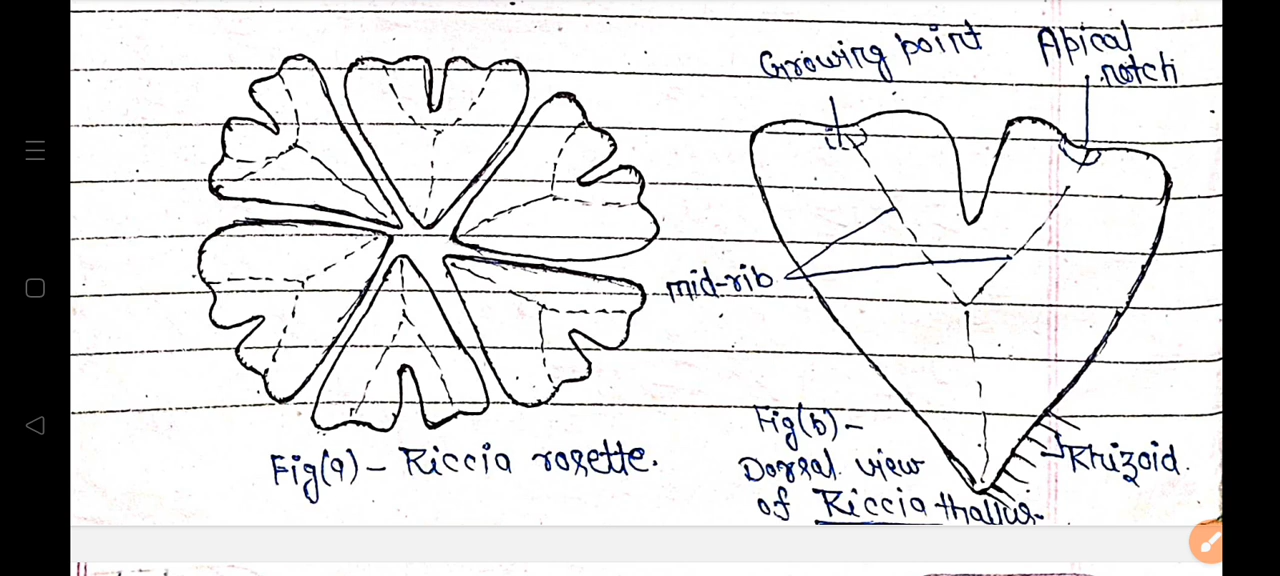 Growing point
Apical
notch
mid-rib
Fig(a) - Riccia rosette.
Fig(b) -
Dorsal view
of Riccia thallus.
Rhizoid.